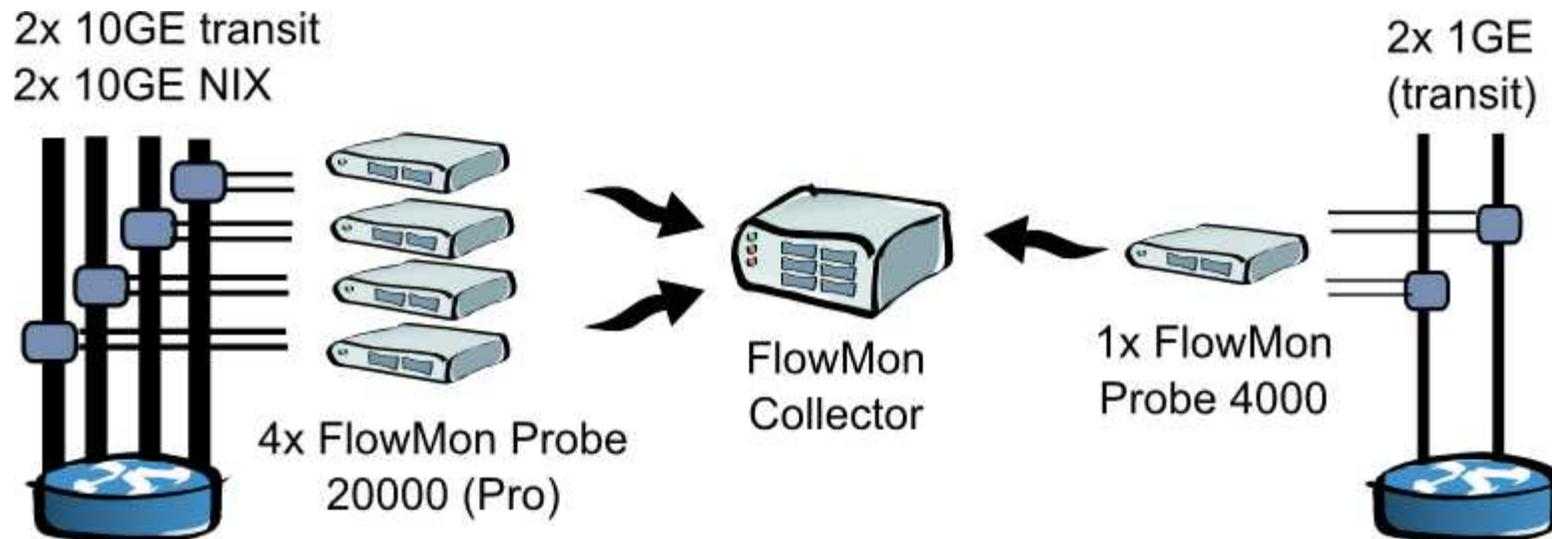 2x 10GE transit
2x 10GE NIX
2x 1GE
(transit)
4x FlowMon Probe
20000 (Pro)
FlowMon
Collector
1x FlowMon
Probe 4000